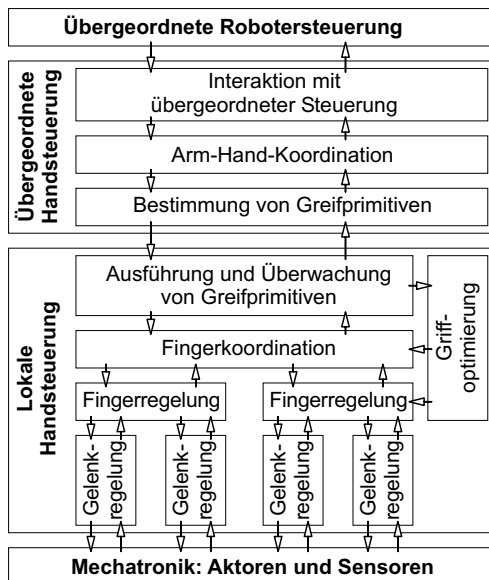 Übergeordnete Robotersteuerung
Übergeordnete
Handsteuerung
Interaktion mit
übergeordneter Steuerung
Arm-Hand-Koordination
Bestimmung von Greifprimitiven
Lokale
Handsteuerung
Ausführung und Überwachung
von Greifprimitiven
Griff-
optimierung
Fingerkoordination
Fingerregelung
Fingerregelung
Gelenk-
regelung
Gelenk-
regelung
Gelenk-
regelung
Gelenk-
regelung
Mechatronik: Aktoren und Sensoren